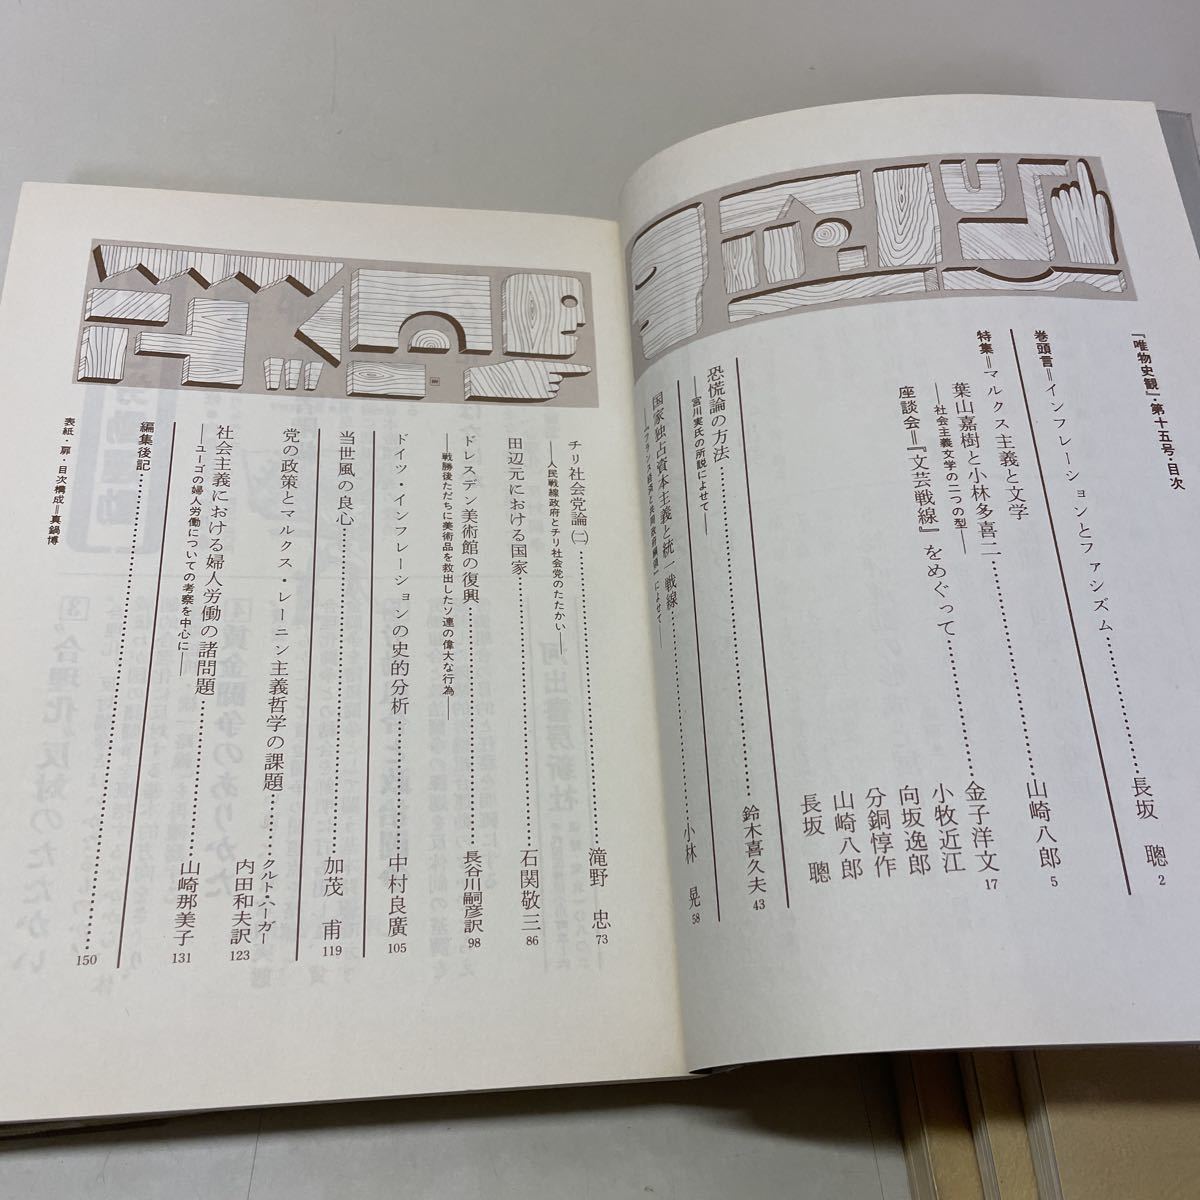 『唯物史観』・第十五号・目次
巻頭言＝インフレーションとファシズム……長坂　聰 2
特集＝マルクス主義と文学
葉山嘉樹と小林多喜二……山崎八郎 5
――社会主義文学の二つの型――
座談会＝『文芸戦線』をめぐって……金子洋文 17
小牧近江
向坂逸郎
分銅惇作
山崎八郎
長坂　聰
恐慌論の方法……鈴木喜久夫 43
――宮川実氏の所説によせて――
国家独占資本主義と統一戦線……小林　晃 58
チリ社会党論(二)……滝野　忠 73
――人民戦線政府とチリ社会党のたたかい――
田辺元における国家……石関敬三 86
ドレスデン美術館の復興……長谷川嗣彦訳 98
――戦勝後ただちに美術品を救出したソ連の偉大な行為――
ドイツ・インフレーションの史的分析……中村良廣 105
当世風の良心……加茂　甫 119
党の政策とマルクス・レーニン主義哲学の課題……クルト・ハーガー
内田和夫訳 123
社会主義における婦人労働の諸問題……山崎那美子 131
――ユーゴの婦人労働についての考察を中心に――
編集後記……150
表紙・扉・目次構成＝真鍋博